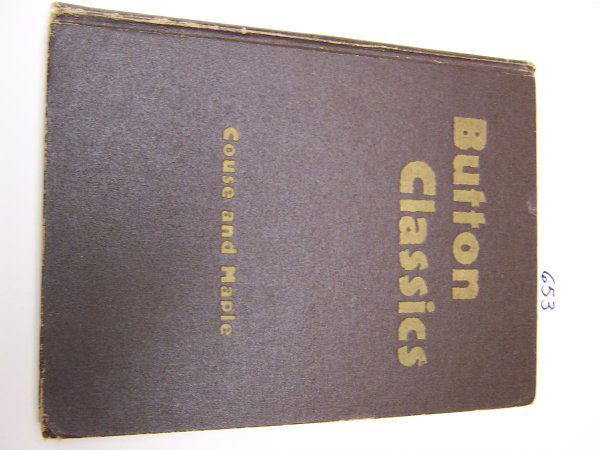 Button
Classics
Couse and Maple
653